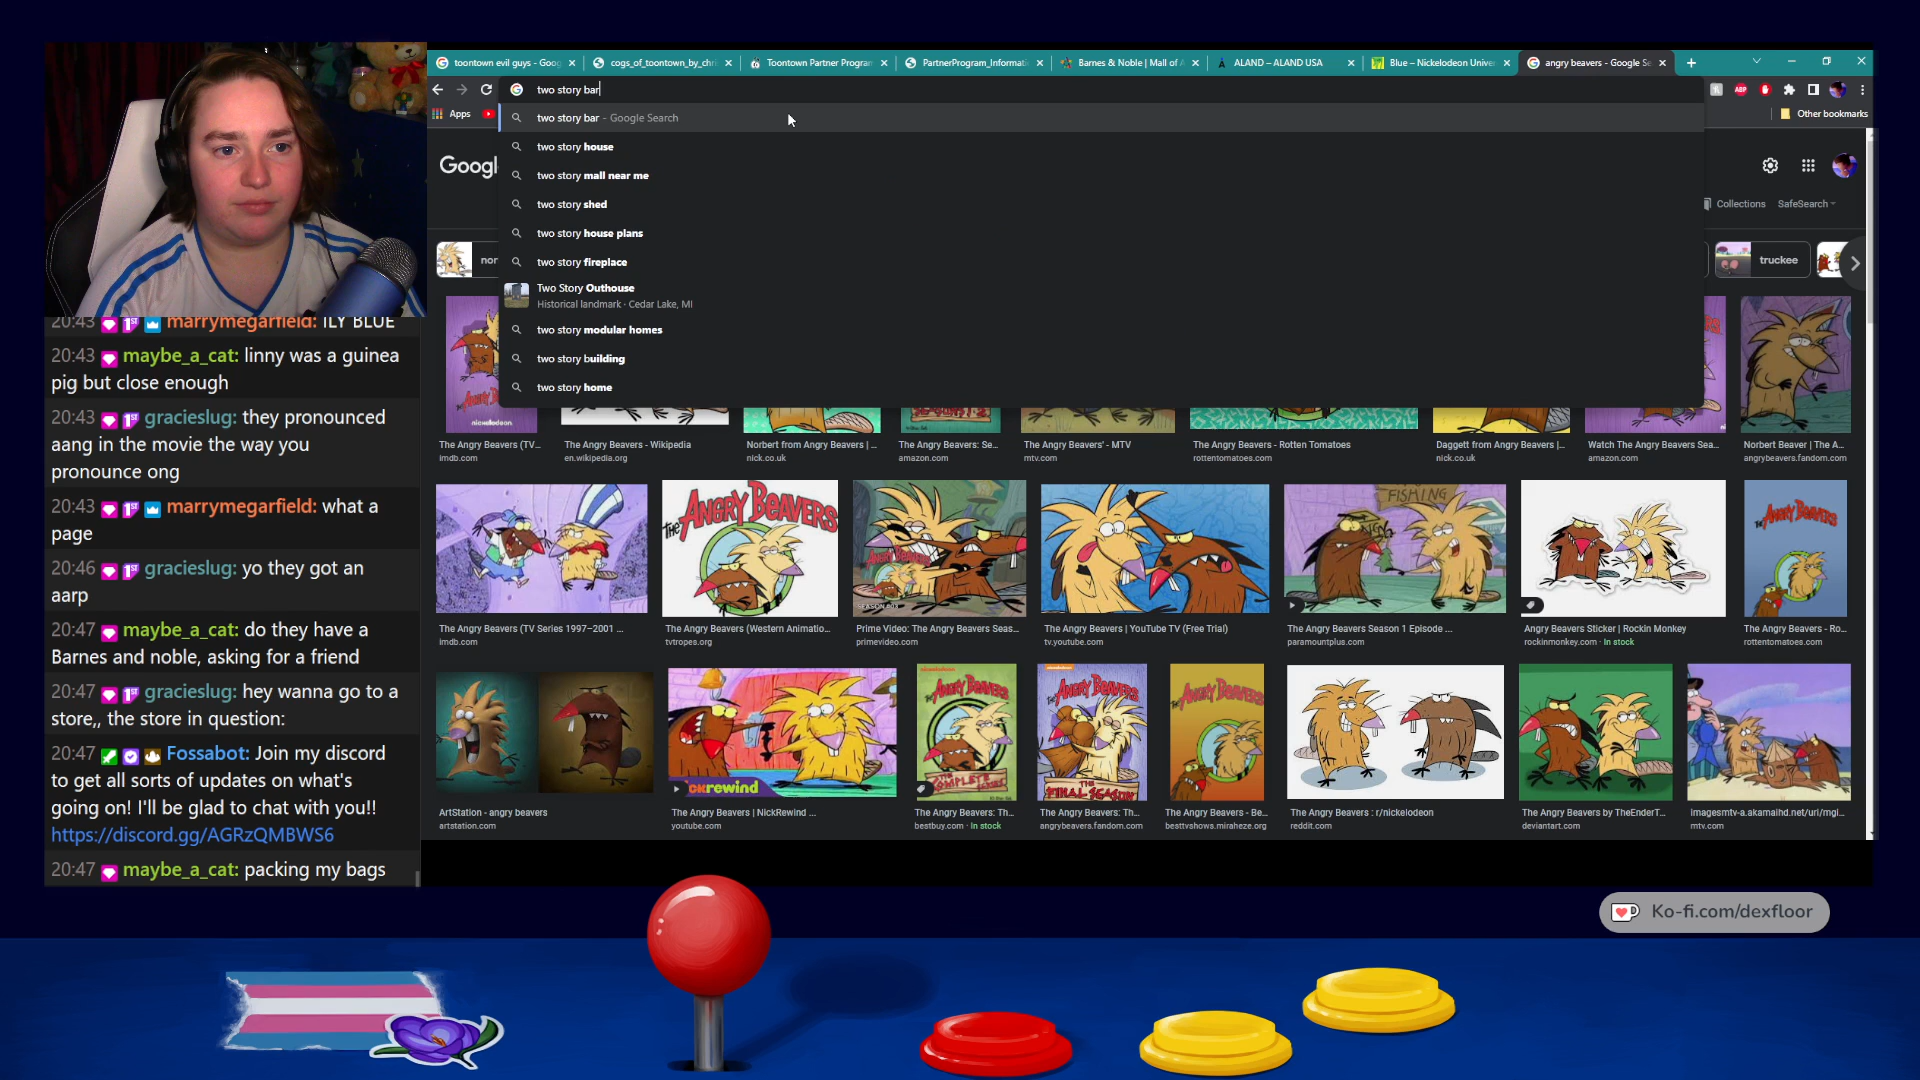 toontown evil guys - Goog
cogs_of_toontown_by_chr
Toontown Partner Program
PartnerProgram_Informati
Barnes & Noble | Mall of A
ALAND – ALAND USA
Blue – Nickelodeon Univer
angry beavers - Google Se
two story bar
Apps
Other bookmarks
two story bar - Google Search
two story house
two story mall near me
two story shed
two story house plans
two story fireplace
Two Story Outhouse
Historical landmark · Cedar Lake, MI
two story modular homes
two story building
two story home
Googl
Collections
SafeSearch
nor
truckee
The Angry Beavers (TV...
imdb.com
The Angry Beavers - Wikipedia
en.wikipedia.org
Norbert from Angry Beavers | ...
nick.co.uk
The Angry Beavers: Se...
amazon.com
The Angry Beavers' - MTV
mtv.com
The Angry Beavers - Rotten Tomatoes
rottentomatoes.com
Daggett from Angry Beavers |...
nick.co.uk
Watch The Angry Beavers Sea...
amazon.com
Norbert Beaver | The A...
angrybeavers.fandom.com
The Angry Beavers (TV Series 1997–2001 ...
imdb.com
The Angry Beavers (Western Animatio...
tvtropes.org
Prime Video: The Angry Beavers Seas...
primevideo.com
The Angry Beavers | YouTube TV (Free Trial)
tv.youtube.com
The Angry Beavers Season 1 Episode ...
paramountplus.com
Angry Beavers Sticker | Rockin Monkey
rockinmonkey.com · In stock
The Angry Beavers - Ro...
rottentomatoes.com
ArtStation - angry beavers
artstation.com
The Angry Beavers | NickRewind ...
youtube.com
The Angry Beavers: Th...
bestbuy.com · In stock
The Angry Beavers: Th...
angrybeavers.fandom.com
The Angry Beavers - Be...
besttvshows.miraheze.org
The Angry Beavers : r/nickelodeon
reddit.com
The Angry Beavers by TheEnderT...
deviantart.com
imagesmtv-a.akamaihd.net/uri/mgi...
mtv.com
20:43 marrymegarfield: ILY BLUE
20:43 maybe_a_cat: linny was a guinea
pig but close enough
20:43 gracieslug: they pronounced
aang in the movie the way you
pronounce ong
20:43 marrymegarfield: what a
page
20:46 gracieslug: yo they got an
aarp
20:47 maybe_a_cat: do they have a
Barnes and noble, asking for a friend
20:47 gracieslug: hey wanna go to a
store,, the store in question:
20:47 Fossabot: Join my discord
to get all sorts of updates on what's
going on! I'll be glad to chat with you!!
https://discord.gg/AGRzQMBWS6
20:47 maybe_a_cat: packing my bags
Ko-fi.com/dexfloor